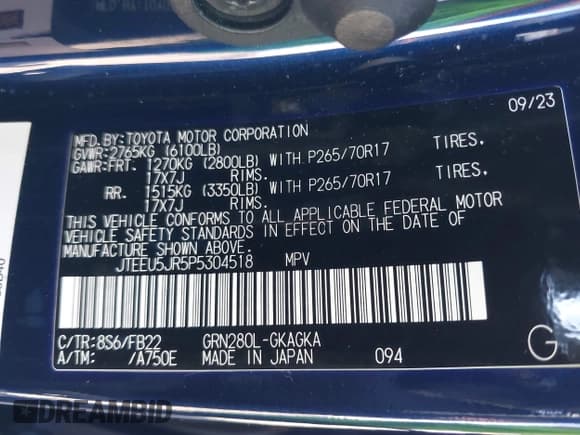 09/23
MFD.BY:TOYOTA MOTOR CORPORATION
GVWR:2765KG (6100LB)
GAWR:FRT. 1270KG (2800LB) WITH P265/70R17 TIRES.
17X7J RIMS.
RR. 1515KG (3350LB) WITH P265/70R17 TIRES.
17X7J RIMS.
THIS VEHICLE CONFORMS TO ALL APPLICABLE FEDERAL MOTOR
VEHICLE SAFETY STANDARDS IN EFFECT ON THE DATE OF
MANUFACTURE SHOWN ABOVE.
JTEEU5JR5P5304518 MPV
C/TR:8S6/FB22 GRN280L-GKAGKA
A/TM: /A750E MADE IN JAPAN 094 G
DREAMBID